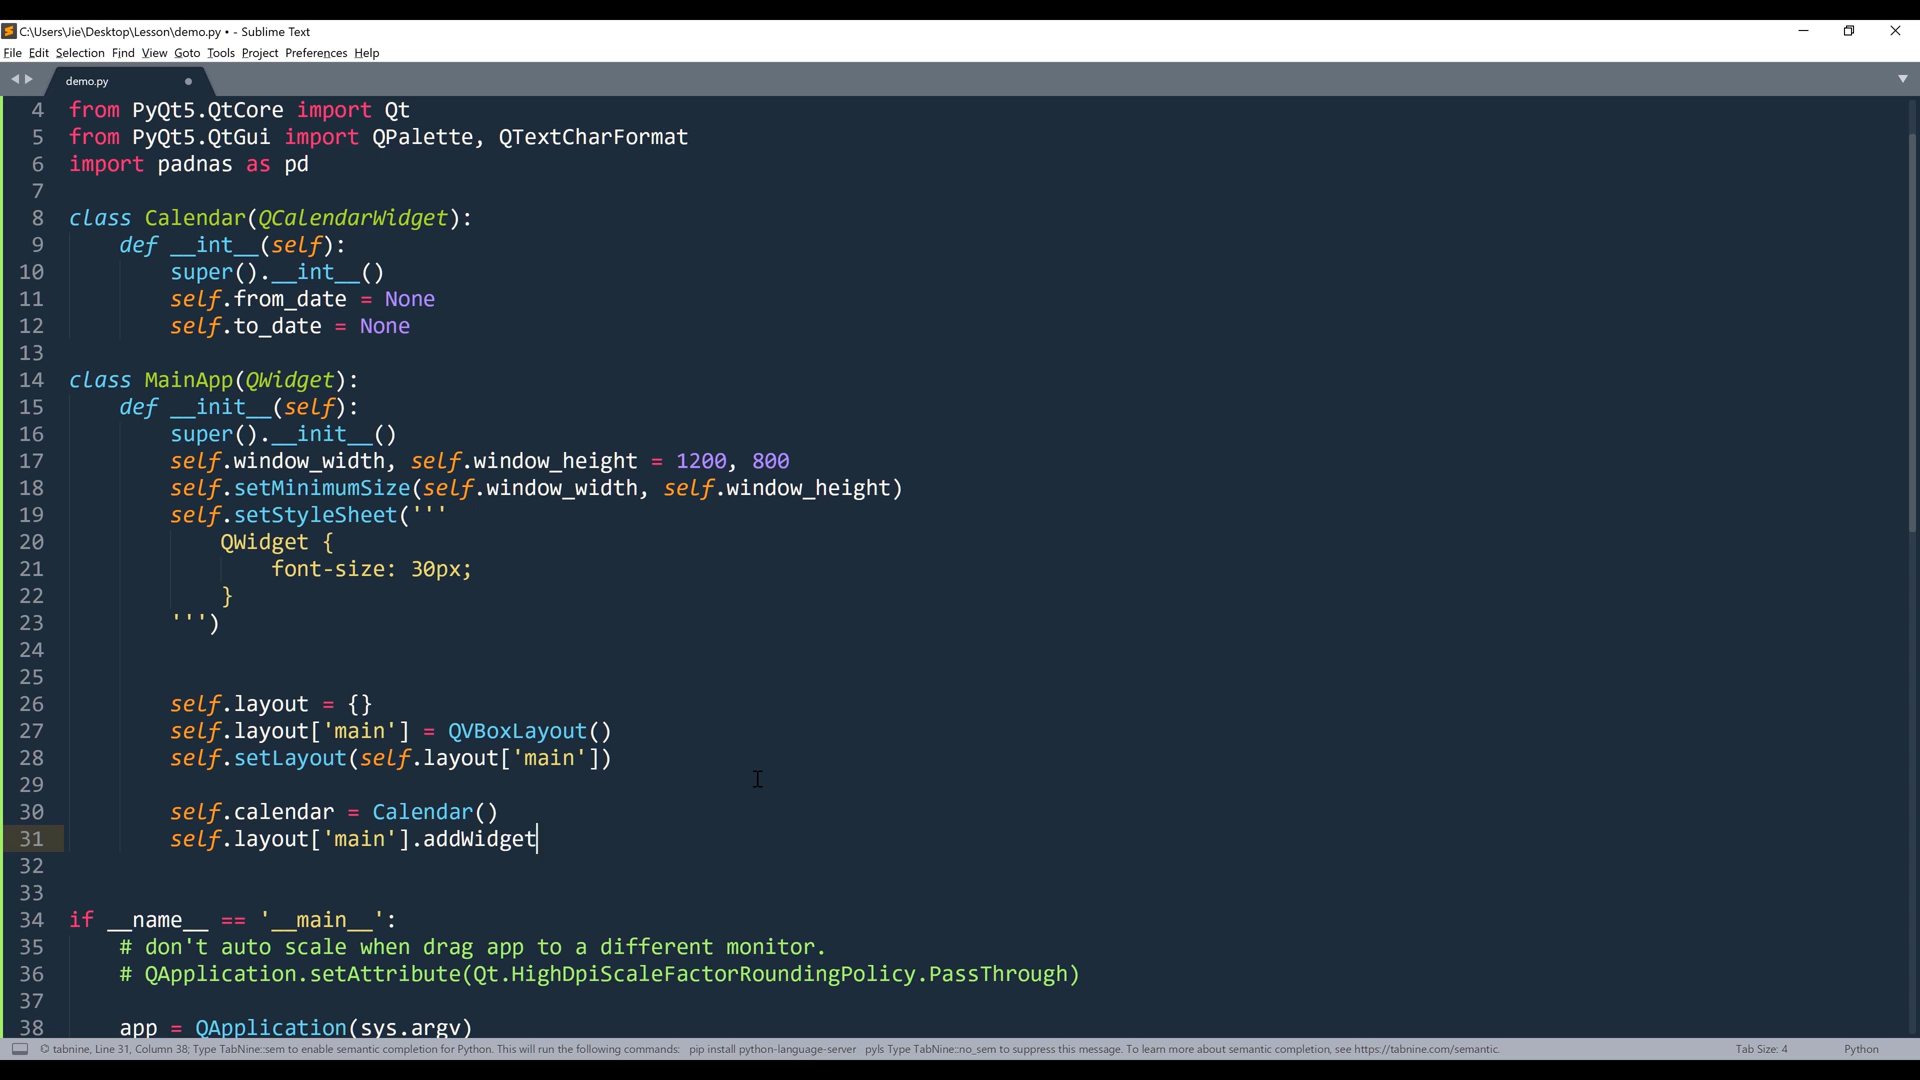 C:\Users\Jie\Desktop\Lesson\demo.py • - Sublime Text
File Edit Selection Find View Goto Tools Project Preferences Help
demo.py
4 from PyQt5.QtCore import Qt
5 from PyQt5.QtGui import QPalette, QTextCharFormat
6 import padnas as pd
7
8 class Calendar(QCalendarWidget):
9     def __int__(self):
10         super().__int__()
11         self.from_date = None
12         self.to_date = None
13
14 class MainApp(QWidget):
15     def __init__(self):
16         super().__init__()
17         self.window_width, self.window_height = 1200, 800
18         self.setMinimumSize(self.window_width, self.window_height)
19         self.setStyleSheet('''
20             QWidget {
21                 font-size: 30px;
22             }
23         ''')
24
25
26         self.layout = {}
27         self.layout['main'] = QVBoxLayout()
28         self.setLayout(self.layout['main'])
29
30         self.calendar = Calendar()
31         self.layout['main'].addWidget
32
33
34 if __name__ == '__main__':
35     # don't auto scale when drag app to a different monitor.
36     # QApplication.setAttribute(Qt.HighDpiScaleFactorRoundingPolicy.PassThrough)
37
38     app = QApplication(sys.argv)
tabnine, Line 31, Column 38; Type TabNine::sem to enable semantic completion for Python. This will run the following commands: pip install python-language-server pyls Type TabNine::no_sem to suppress this message. To learn more about semantic completion, see https://tabnine.com/semantic. Tab Size: 4 Python